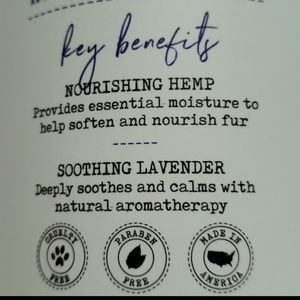 key benefits
NOURISHING HEMP
Provides essential moisture to
help soften and nourish fur
SOOTHING LAVENDER
Deeply soothes and calms with
natural aromatherapy
CRUELTY
FREE
PARABEN
FREE
MADE IN
AMERICA